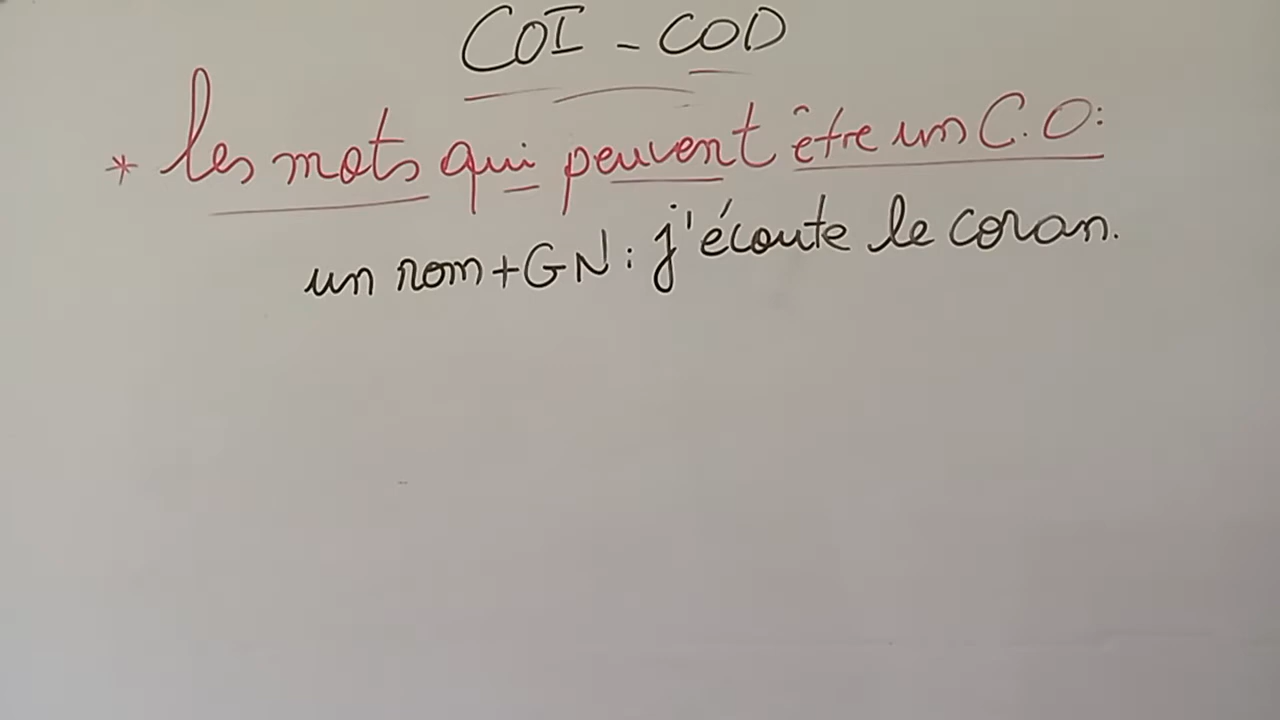 COI - COD
* les mots qui peuvent être un C.O:
un nom + GN : j'écoute le coran.